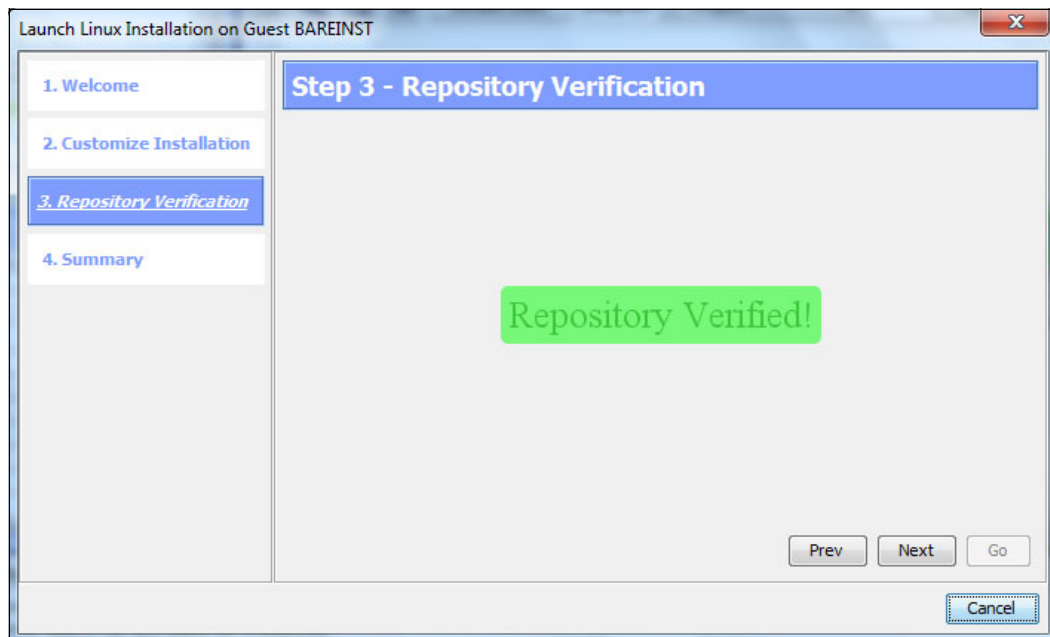 Launch Linux Installation on Guest BAREINST
X
1. Welcome
2. Customize Installation
3. Repository Verification
4. Summary
Step 3 - Repository Verification
Repository Verified!
Prev
Next
Go
Cancel